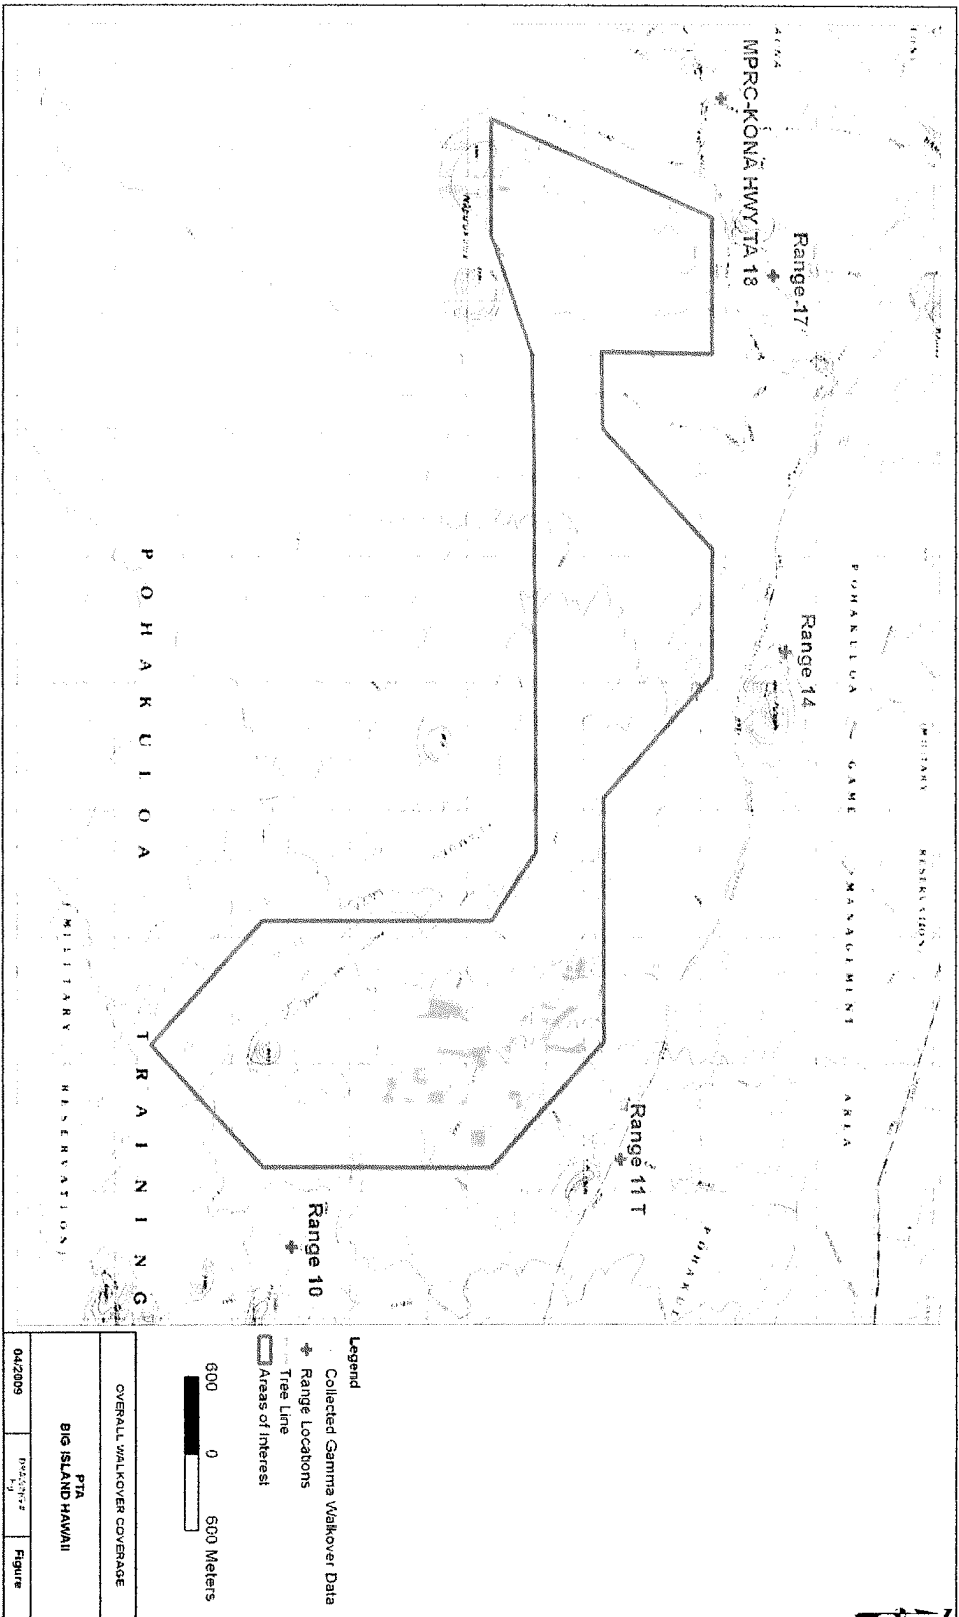 MPRC-KONA HWY TA 18
Range 17
Range 14
Range 11 T
Range 10
POHAKULOA GAME MANAGEMENT AREA
MILITARY RESERVATION
POHAKULOA TRAINING
(MILITARY RESERVATION)
Legend
Collected Gamma Walkover Data
Range Locations
Tree Line
Areas of Interest
600 0 600 Meters
OVERALL WALKOVER COVERAGE
PTA
BIG ISLAND HAWAII
04/2009
Figure